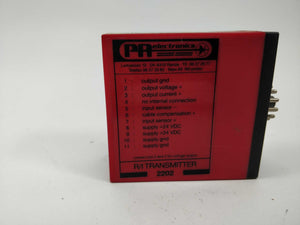 PR electronics
1 output gnd
2 output voltage +
3 output current +
4 no internal connection
5 input sensor -
6 cable compensation +
7 input sensor +
8 supply +24 VDC
9 supply +24 VDC
10 supply gnd
11 supply gnd
R/I TRANSMITTER
2202